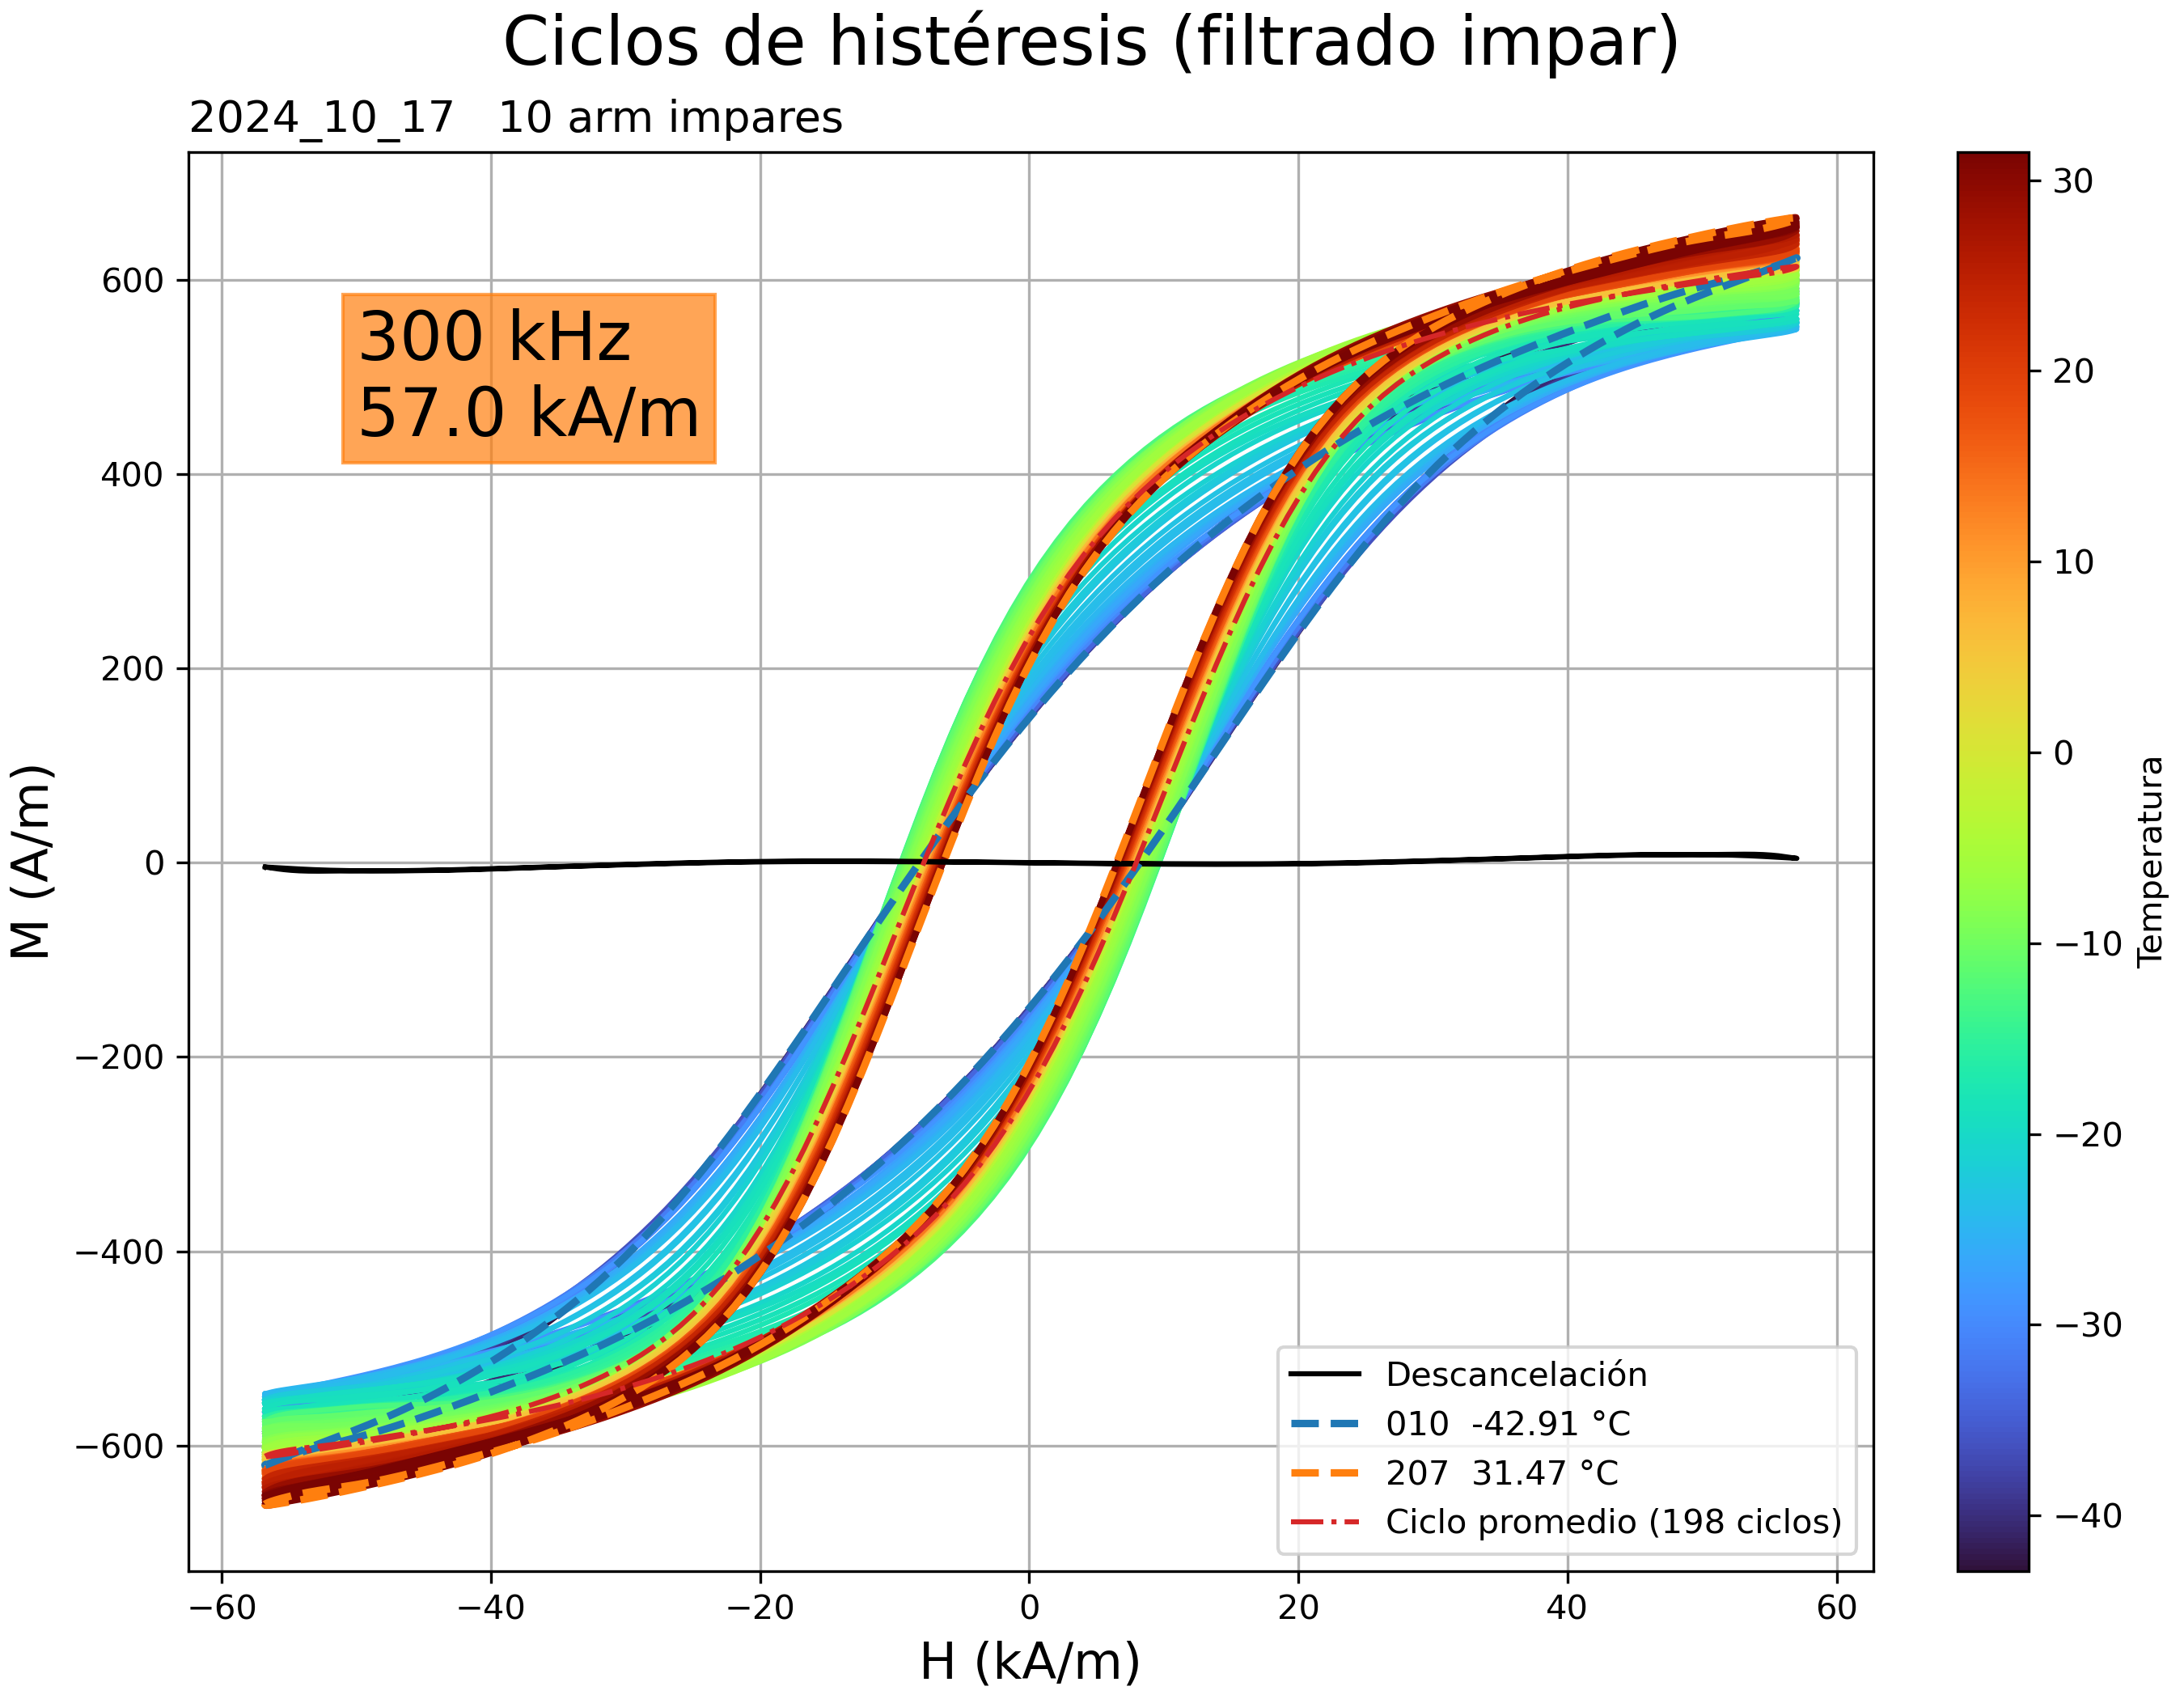 Ciclos de histéresis (filtrado impar)
2024_10_17   10 arm impares
300 kHz
57.0 kA/m
M (A/m)
600
400
200
0
−200
−400
−600
−60
−40
−20
0
20
40
60
H (kA/m)
Descancelación
010  -42.91 °C
207  31.47 °C
Ciclo promedio (198 ciclos)
30
20
10
0
−10
−20
−30
−40
Temperatura